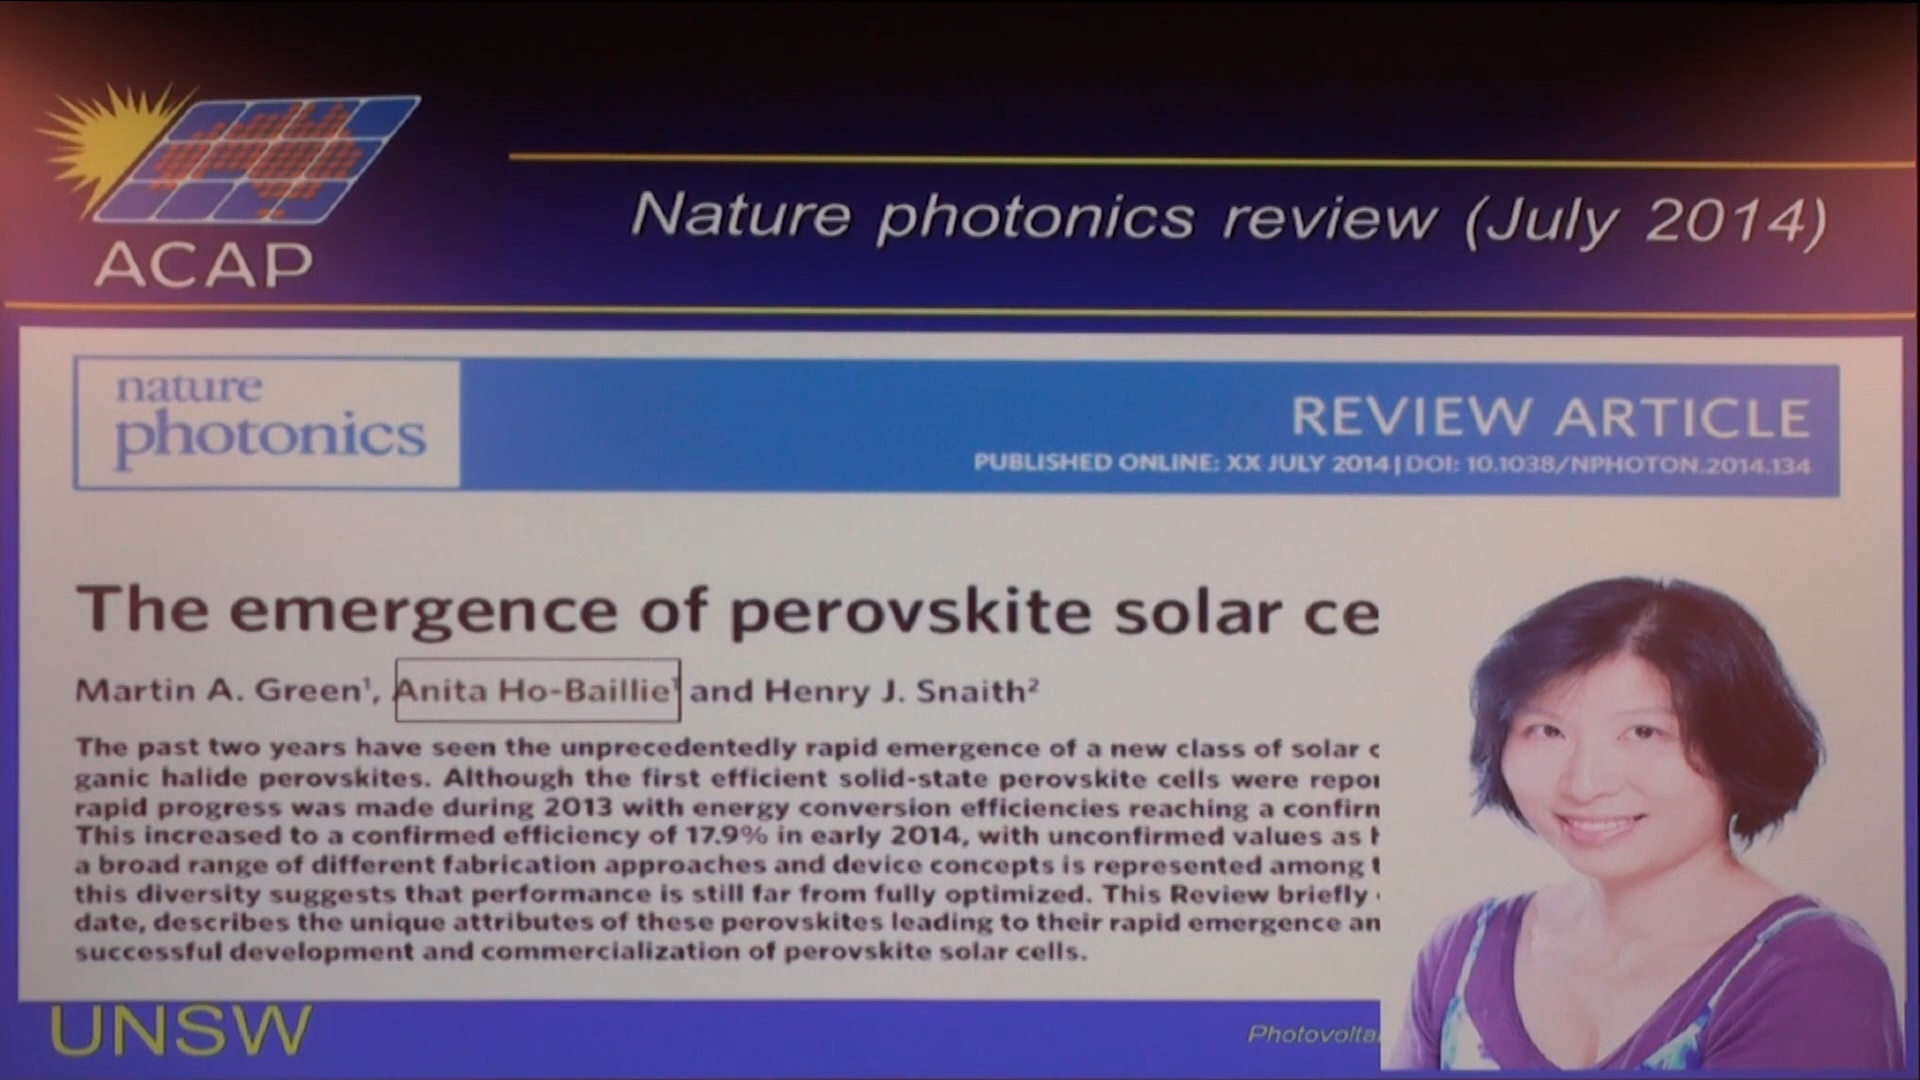 ACAP
Nature photonics review (July 2014)
nature
photonics
REVIEW ARTICLE
PUBLISHED ONLINE: XX JULY 2014 | DOI: 10.1038/NPHOTON.2014.134
The emergence of perovskite solar ce
Martin A. Green¹, Anita Ho-Baillie¹ and Henry J. Snaith²
The past two years have seen the unprecedentedly rapid emergence of a new class of solar c
ganic halide perovskites. Although the first efficient solid-state perovskite cells were repor
rapid progress was made during 2013 with energy conversion efficiencies reaching a confirm
This increased to a confirmed efficiency of 17.9% in early 2014, with unconfirmed values as h
a broad range of different fabrication approaches and device concepts is represented among t
this diversity suggests that performance is still far from fully optimized. This Review briefly
date, describes the unique attributes of these perovskites leading to their rapid emergence an
successful development and commercialization of perovskite solar cells.
UNSW
Photovolta